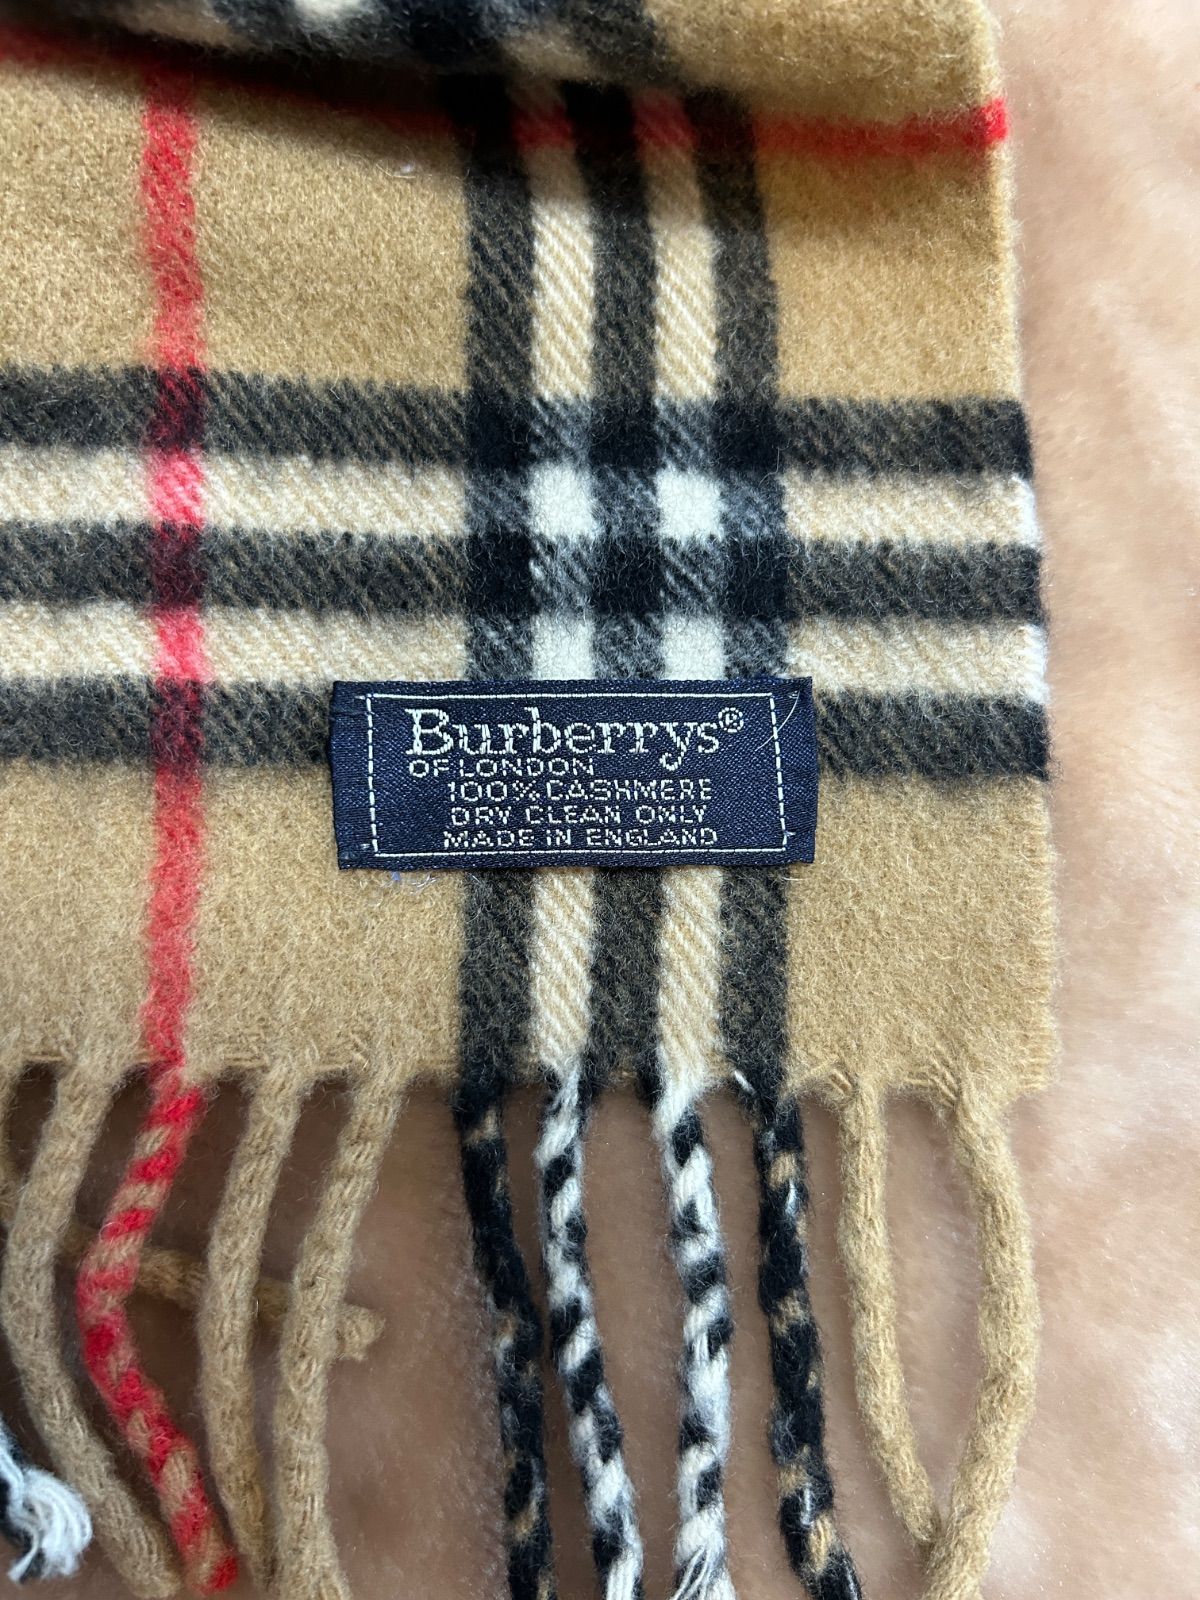 Burberrys®
OF LONDON
100% CASHMERE
DRY CLEAN ONLY
MADE IN ENGLAND